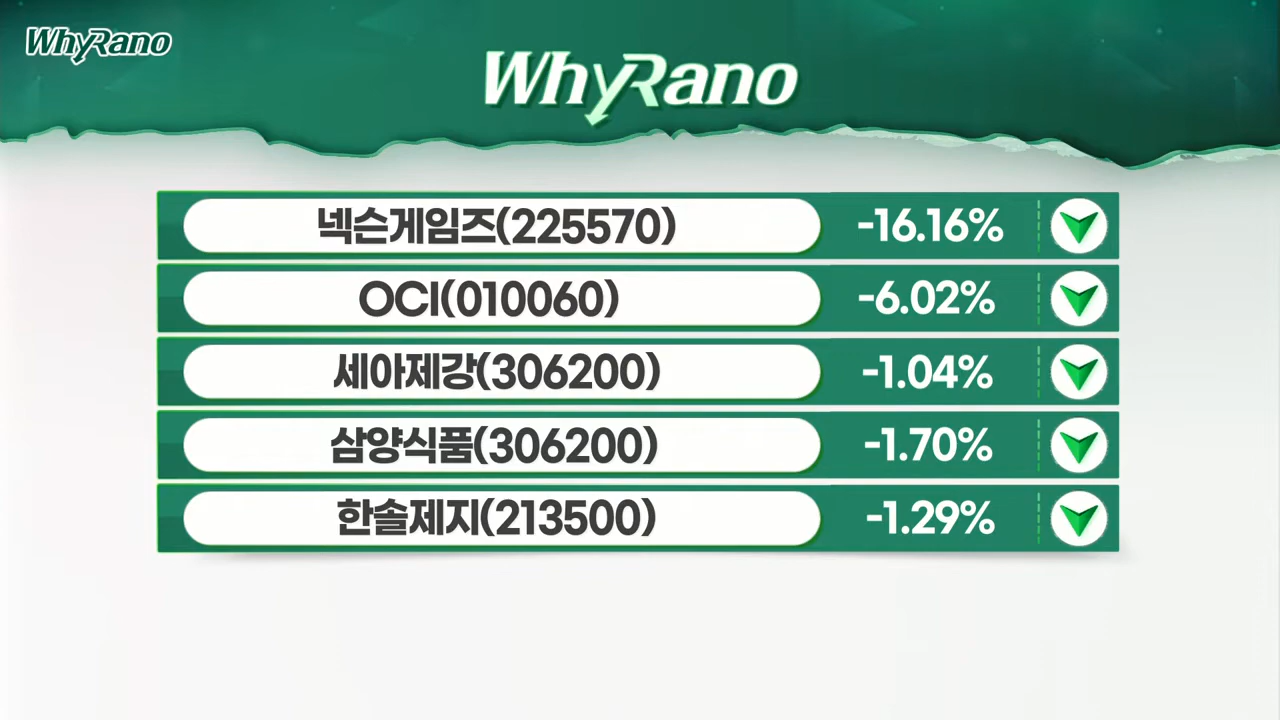 WhyRano
WhyRano
넥슨게임즈(225570) -16.16%
OCI(010060) -6.02%
세아제강(306200) -1.04%
삼양식품(306200) -1.70%
한솔제지(213500) -1.29%